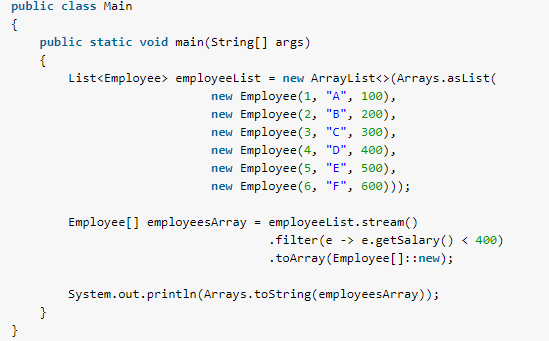 public class Main
{
    public static void main(String[] args)
    {
        List<Employee> employeeList = new ArrayList<>(Arrays.asList(
                              new Employee(1, "A", 100),
                              new Employee(2, "B", 200),
                              new Employee(3, "C", 300),
                              new Employee(4, "D", 400),
                              new Employee(5, "E", 500),
                              new Employee(6, "F", 600)));

        Employee[] employeesArray = employeeList.stream()
                                      .filter(e -> e.getSalary() < 400)
                                      .toArray(Employee[]::new);

        System.out.println(Arrays.toString(employeesArray));
    }
}